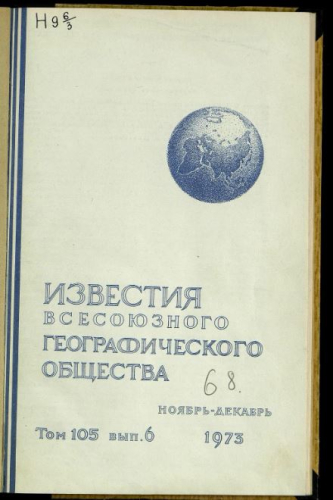 Н9 6/3
ИЗВЕСТИЯ
ВСЕСОЮЗНОГО
ГЕОГРАФИЧЕСКОГО
ОБЩЕСТВА
68.
НОЯБРЬ-ДЕКАБРЬ
Том 105 вып. 6 1973